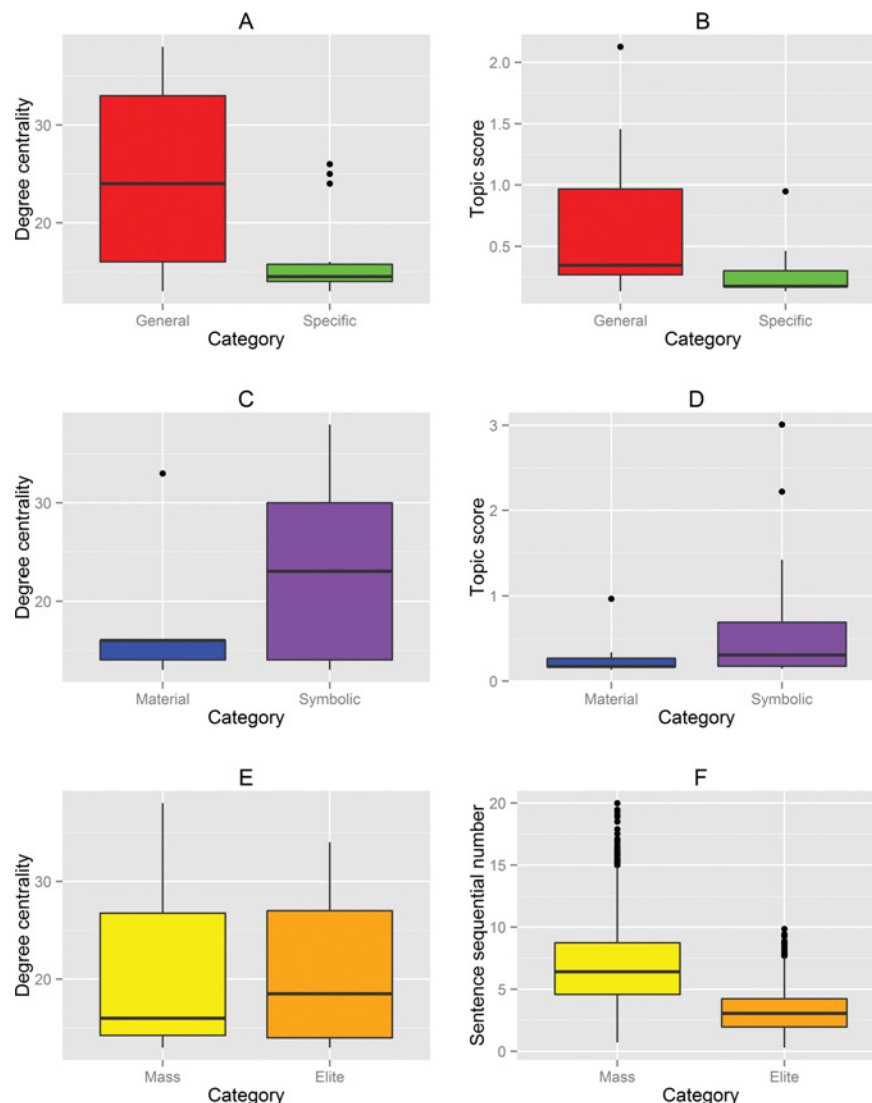 A
Degree centrality
30
20
General
Specific
Category
B
Topic score
2.0
1.5
1.0
0.5
General
Specific
Category
C
Degree centrality
30
20
Material
Symbolic
Category
D
Topic score
3
2
1
0
Material
Symbolic
Category
E
Degree centrality
30
20
Mass
Elite
Category
F
Sentence sequential number
20
15
10
5
0
Mass
Elite
Category